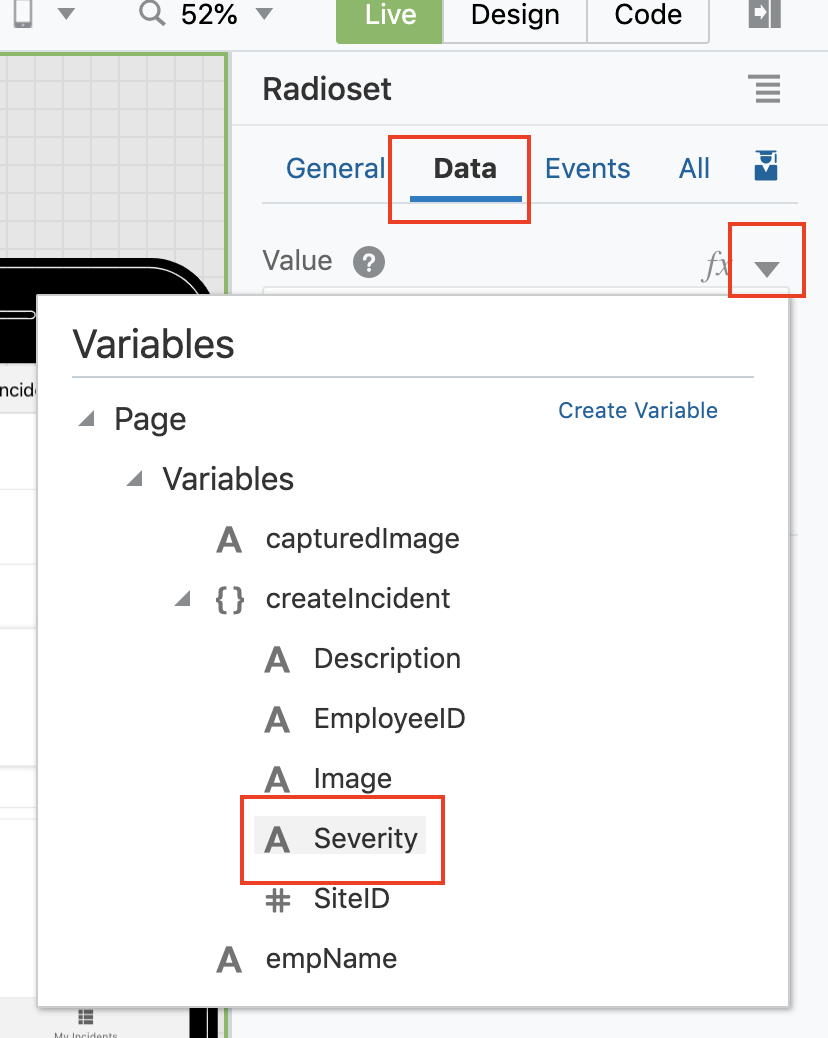 52% Live Design Code
Radioset
General Data Events All
Value ? fx
Variables
Page Create Variable
Variables
A capturedImage
{} createIncident
A Description
A EmployeeID
A Image
A Severity
# SiteID
A empName
My Incidents